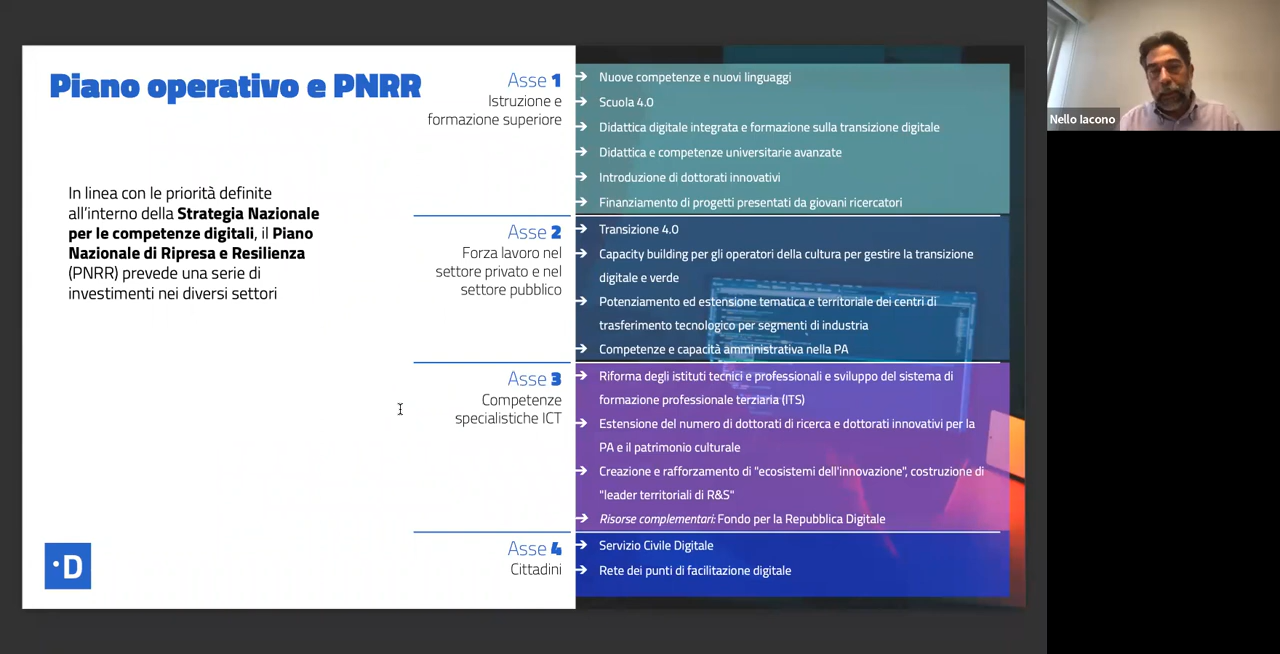 Piano operativo e PNRR
In linea con le priorità definite
all'interno della Strategia Nazionale
per le competenze digitali, il Piano
Nazionale di Ripresa e Resilienza
(PNRR) prevede una serie di
investimenti nei diversi settori
Asse 1
Istruzione e
formazione superiore
Nuove competenze e nuovi linguaggi
Scuola 4.0
Didattica digitale integrata e formazione sulla transizione digitale
Didattica e competenze universitarie avanzate
Introduzione di dottorati innovativi
Finanziamento di progetti presentati da giovani ricercatori
Asse 2
Forza lavoro nel
settore privato e nel
settore pubblico
Transizione 4.0
Capacity building per gli operatori della cultura per gestire la transizione
digitale e verde
Potenziamento ed estensione tematica e territoriale dei centri di
trasferimento tecnologico per segmenti di industria
Competenze e capacità amministrativa nella PA
Asse 3
Competenze
specialistiche ICT
Riforma degli istituti tecnici e professionali e sviluppo del sistema di
formazione professionale terziaria (ITS)
Estensione del numero di dottorati di ricerca e dottorati innovativi per la
PA e il patrimonio culturale
Creazione e rafforzamento di "ecosistemi dell'innovazione", costruzione di
"leader territoriali di R&S"
Risorse complementari: Fondo per la Repubblica Digitale
Asse 4
Cittadini
Servizio Civile Digitale
Rete dei punti di facilitazione digitale
·D
Nello Iacono